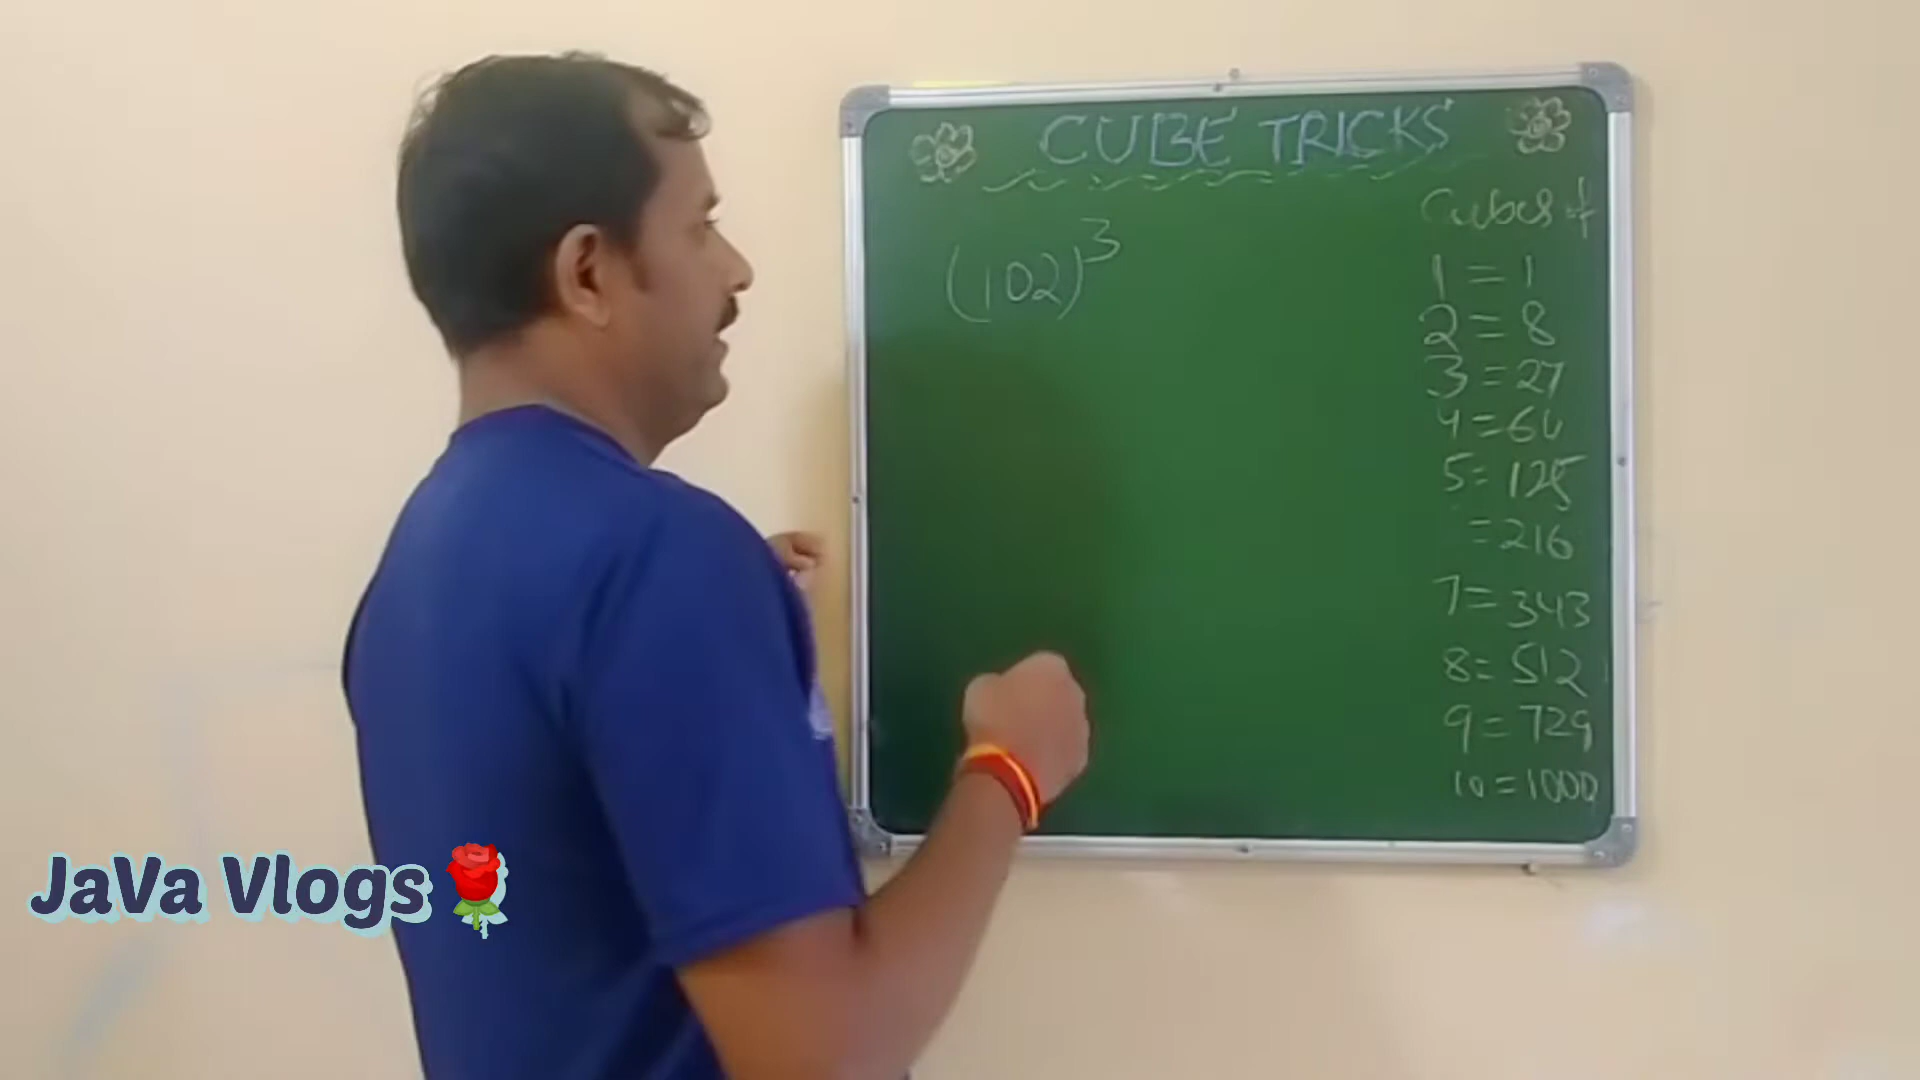 CUBE TRICKS
(102)³
Cubes of
1 = 1
2 = 8
3 = 27
4 = 64
5 = 125
= 216
7 = 343
8 = 512
9 = 729
10 = 1000
JaVa Vlogs🌹